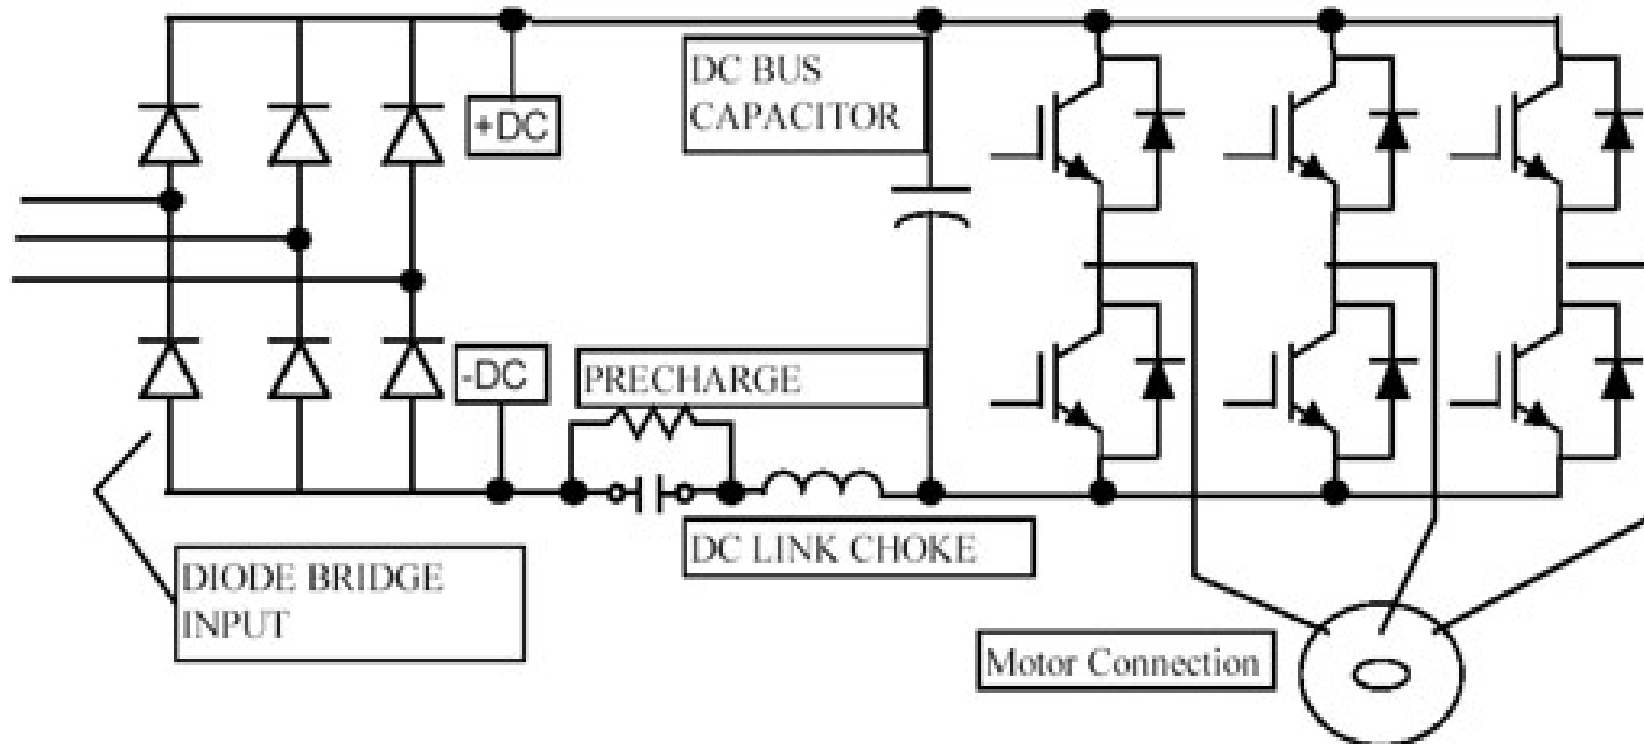 DC BUS
CAPACITOR
+DC
-DC
PRECHARGE
DC LINK CHOKE
DIODE BRIDGE
INPUT
Motor Connection